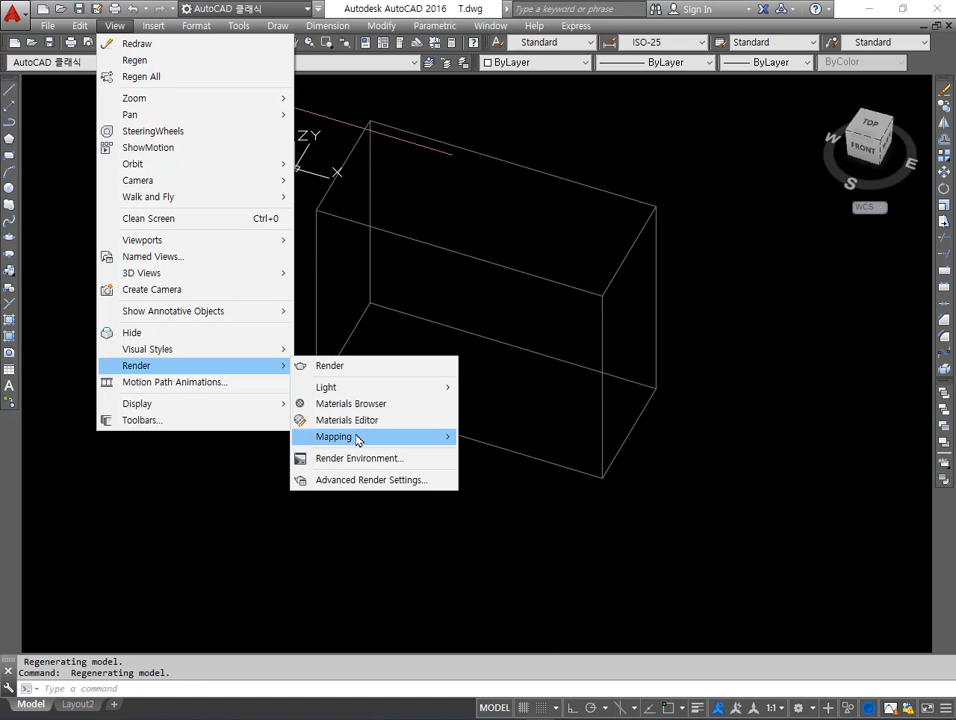 AutoCAD 클래식
Autodesk AutoCAD 2016 T.dwg
Type a keyword or phrase
Sign In
File Edit View Insert Format Tools Draw Dimension Modify Parametric Window Help Express
Standard ISO-25 Standard Standard
AutoCAD 클래식
ByLayer ByLayer ByLayer ByColor
Redraw
Regen
Regen All
Zoom
Pan
SteeringWheels
ShowMotion
Orbit
Camera
Walk and Fly
Clean Screen Ctrl+0
Viewports
Named Views...
3D Views
Create Camera
Show Annotative Objects
Hide
Visual Styles
Render
Motion Path Animations...
Display
Toolbars...
Render
Light
Materials Browser
Materials Editor
Mapping
Render Environment...
Advanced Render Settings...
ZY
X
TOP
FRONT
W
E
S
WCS
Regenerating model.
Command: Regenerating model.
Type a command
Model Layout2
MODEL
1:1